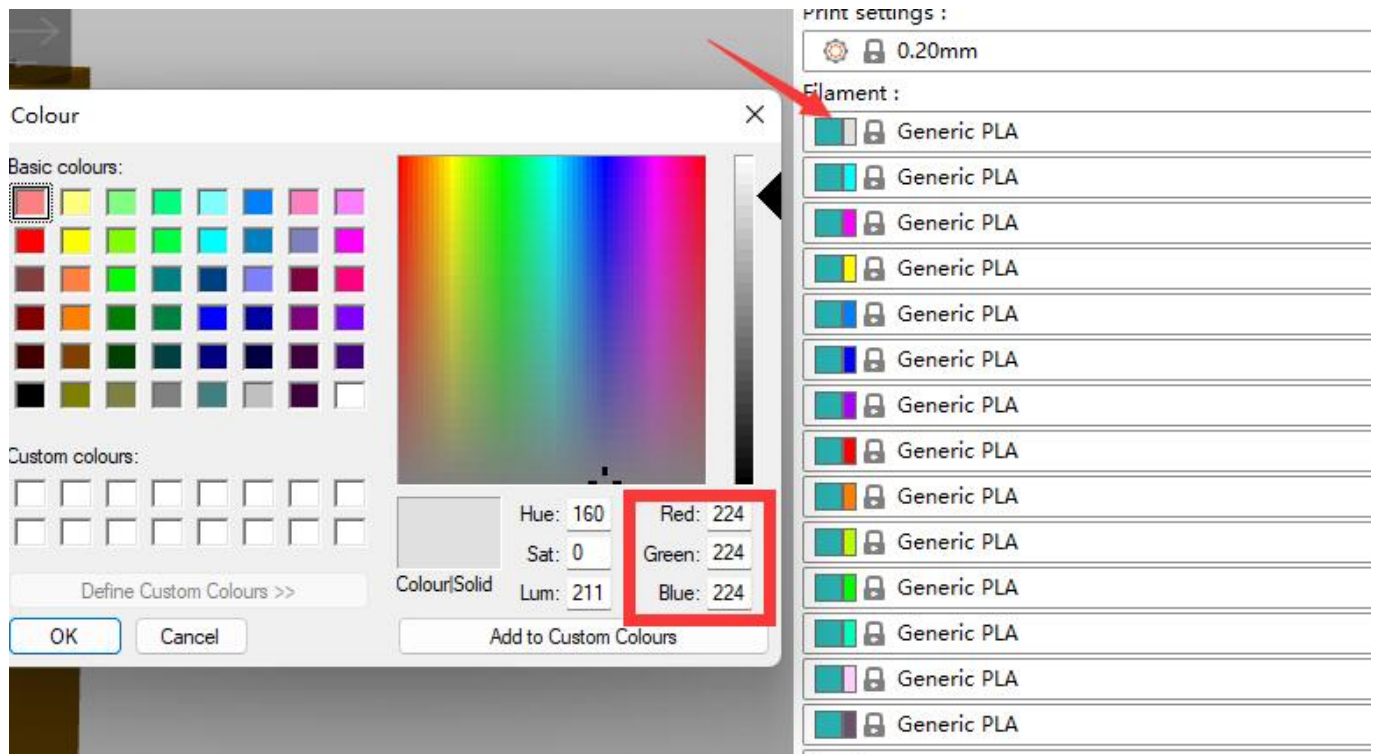 Print settings :
0.20mm
Filament :
Generic PLA
Generic PLA
Generic PLA
Generic PLA
Generic PLA
Generic PLA
Generic PLA
Generic PLA
Generic PLA
Generic PLA
Generic PLA
Generic PLA
Generic PLA
Generic PLA
Colour
Basic colours:
Custom colours:
Define Custom Colours >>
OK Cancel
Colour|Solid
Hue: 160 Red: 224
Sat: 0 Green: 224
Lum: 211 Blue: 224
Add to Custom Colours